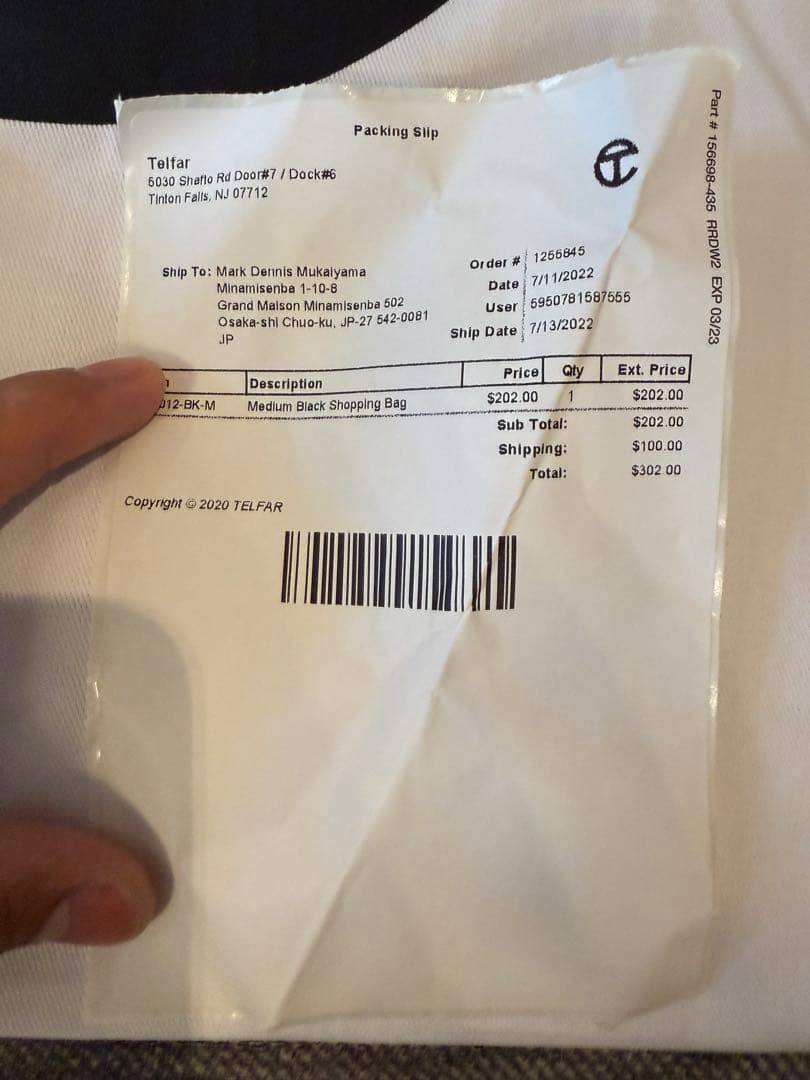 Packing Slip
Telfar
5030 Shafto Rd Door#7 / Dock#6
Tinton Falls, NJ 07712
Ship To: Mark Dennis Mukaiyama
Minamisenba 1-10-8
Grand Maison Minamisenba 502
Osaka-shi Chuo-ku, JP-27 542-0081
JP
Order # 1256845
Date 7/11/2022
User 5950781587555
Ship Date 7/13/2022
Description Price Qty Ext. Price
012-BK-M Medium Black Shopping Bag $202.00 1 $202.00
Sub Total: $202.00
Shipping: $100.00
Total: $302.00
Copyright © 2020 TELFAR
Part # 156698-435 RRDW2 EXP 03/23